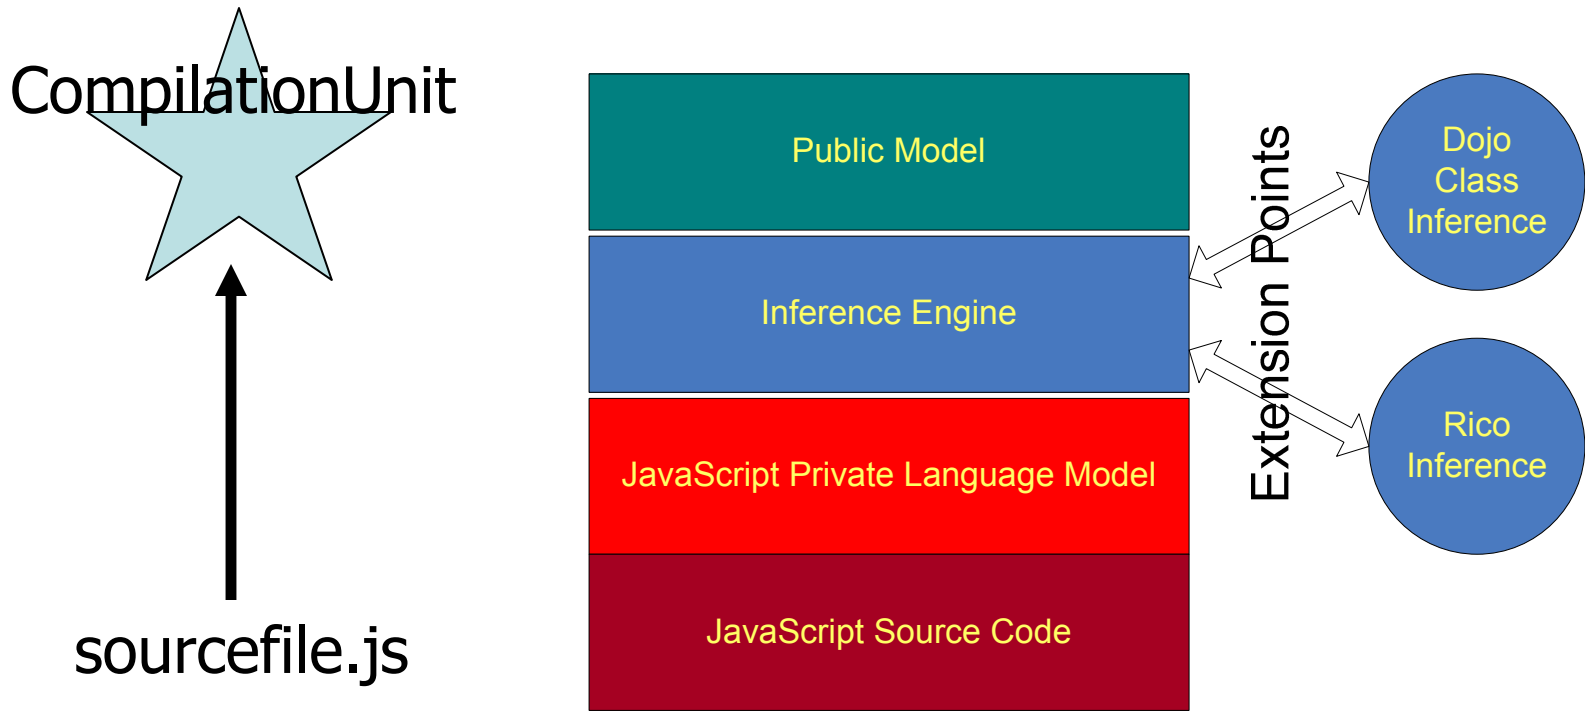 CompilationUnit
sourcefile.js
Public Model
Inference Engine
JavaScript Private Language Model
JavaScript Source Code
Extension Points
Dojo
Class
Inference
Rico
Inference